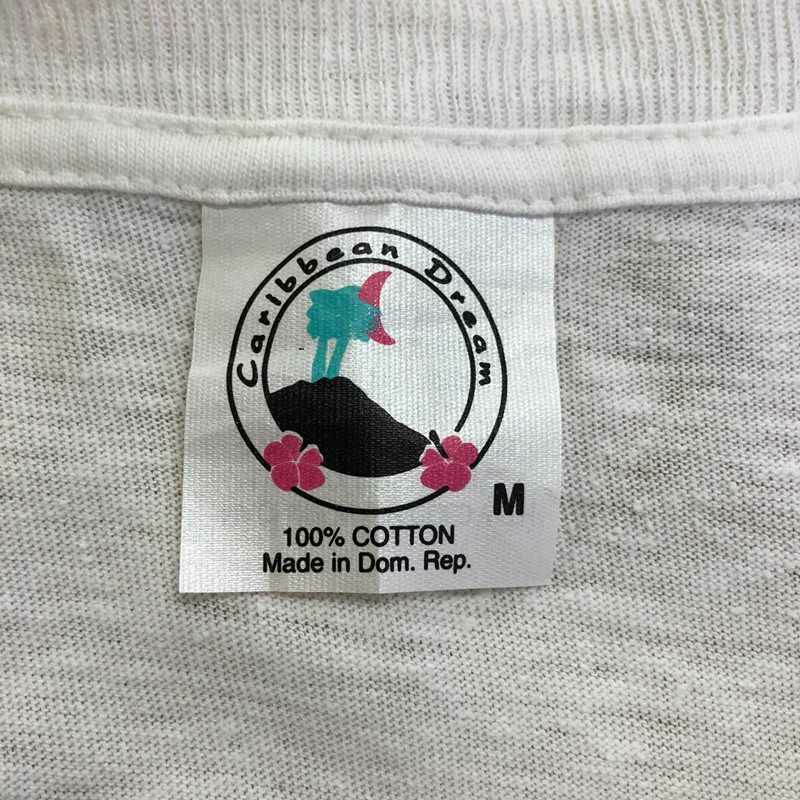 Caribbean Dream
M
100% COTTON
Made in Dom. Rep.